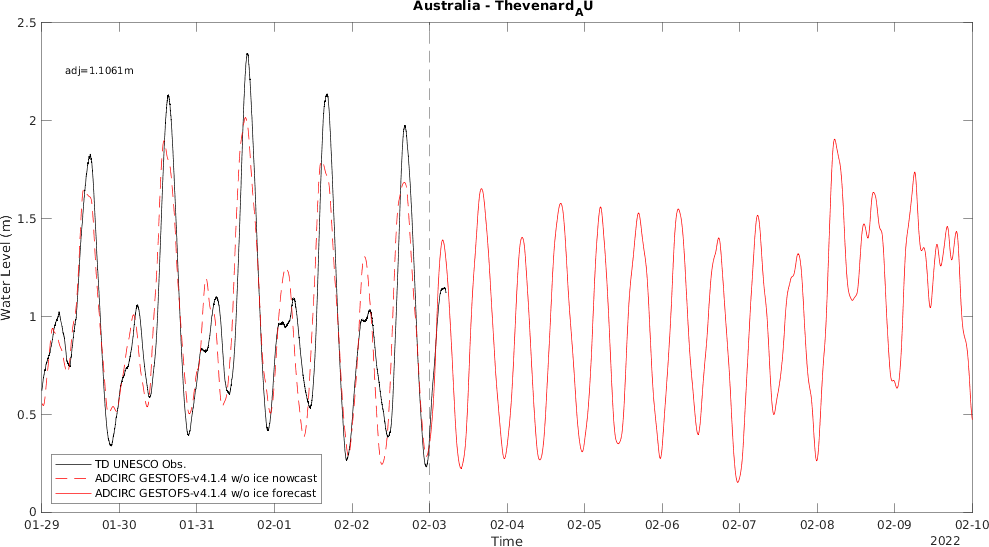 Australia - Thevenard_AU
adj=1.1061m
Water Level (m)
2.5
2
1.5
1
0.5
0
TD UNESCO Obs.
ADCIRC GESTOFS-v4.1.4 w/o ice nowcast
ADCIRC GESTOFS-v4.1.4 w/o ice forecast
01-29 01-30 01-31 02-01 02-02 02-03 02-04 02-05 02-06 02-07 02-08 02-09 02-10
Time
2022